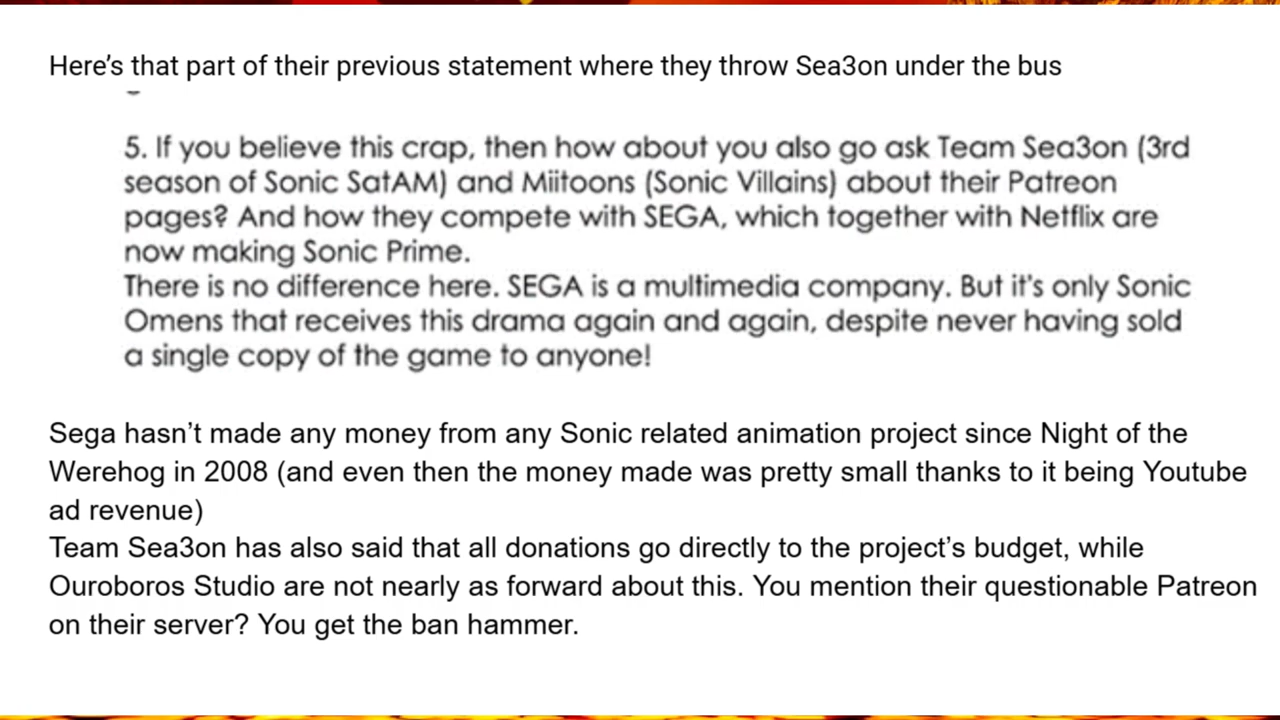 Here’s that part of their previous statement where they throw Sea3on under the bus
5. If you believe this crap, then how about you also go ask Team Sea3on (3rd
season of Sonic SatAM) and Miitoons (Sonic Villains) about their Patreon
pages? And how they compete with SEGA, which together with Netflix are
now making Sonic Prime.
There is no difference here. SEGA is a multimedia company. But it's only Sonic
Omens that receives this drama again and again, despite never having sold
a single copy of the game to anyone!
Sega hasn’t made any money from any Sonic related animation project since Night of the
Werehog in 2008 (and even then the money made was pretty small thanks to it being Youtube
ad revenue)
Team Sea3on has also said that all donations go directly to the project’s budget, while
Ouroboros Studio are not nearly as forward about this. You mention their questionable Patreon
on their server? You get the ban hammer.